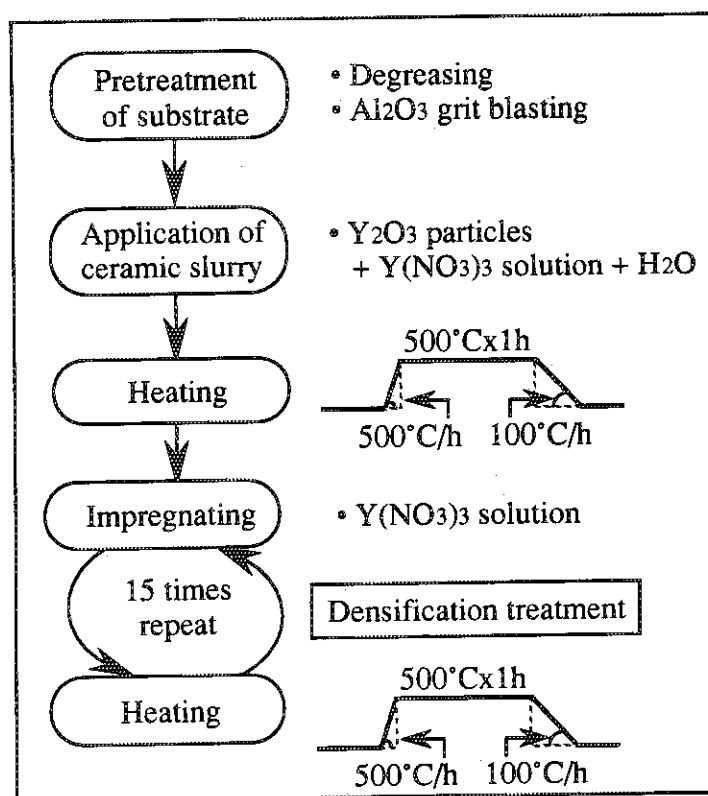 Pretreatment
of substrate
• Degreasing
• Al2O3 grit blasting
Application of
ceramic slurry
• Y2O3 particles
+ Y(NO3)3 solution + H2O
Heating
500°Cx1h
500°C/h
100°C/h
Impregnating
• Y(NO3)3 solution
15 times
repeat
Densification treatment
Heating
500°Cx1h
500°C/h
100°C/h